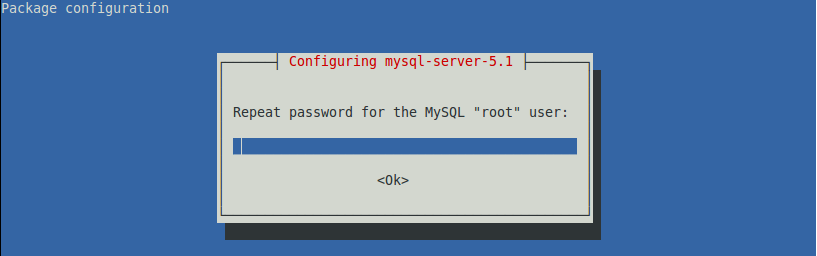 Package configuration
Configuring mysql-server-5.1
Repeat password for the MySQL "root" user:
<Ok>